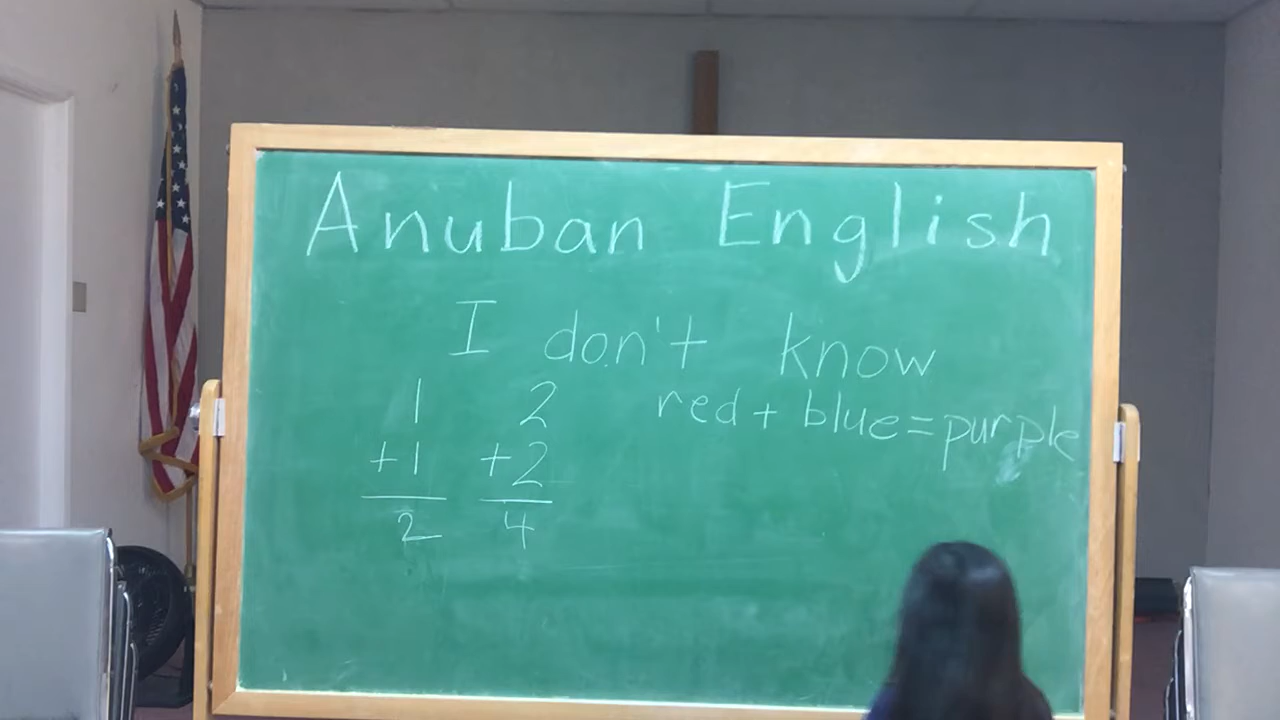 Anuban English
I don't know
1 2 red + blue = purple
+1 +2
2 4